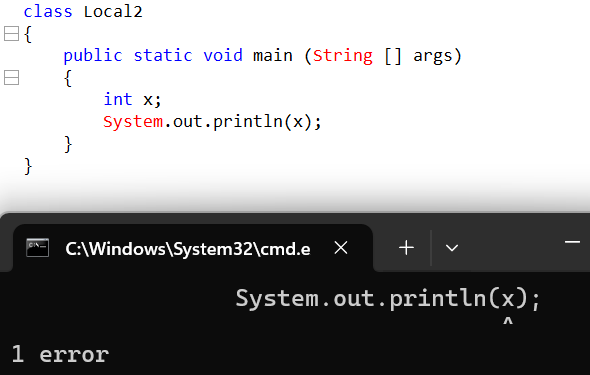 class Local2
{
public static void main (String [] args)
{
int x;
System.out.println(x);
}
}
C:\Windows\System32\cmd.e
System.out.println(x);
^
1 error